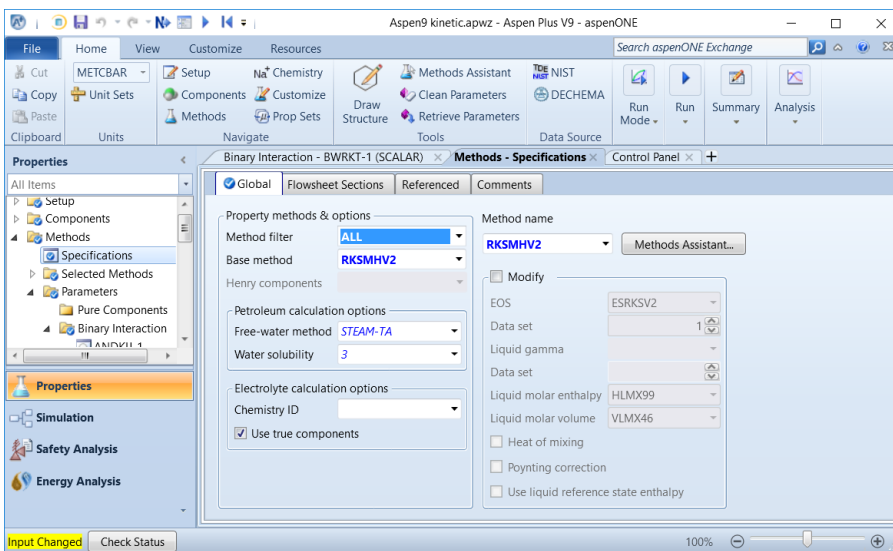 Aspen9 kinetic.apwz - Aspen Plus V9 - aspenONE
File Home View Customize Resources Search aspenONE Exchange
Cut METCBAR Setup Na+ Chemistry Methods Assistant NIST
Copy Unit Sets Components Customize Draw Structure Clean Parameters DECHEMA Run Mode Run Summary Analysis
Paste Methods Prop Sets Retrieve Parameters
Clipboard Units Navigate Tools Data Source
Properties
Binary Interaction - BWRKT-1 (SCALAR) Methods - Specifications Control Panel
All Items
Setup
Components
Methods
Specifications
Selected Methods
Parameters
Pure Components
Binary Interaction
ANDKIJ-1
Properties
Simulation
Safety Analysis
Energy Analysis
Global Flowsheet Sections Referenced Comments
Property methods & options
Method filter ALL
Base method RKSMHV2
Henry components
Petroleum calculation options
Free-water method STEAM-TA
Water solubility 3
Electrolyte calculation options
Chemistry ID
Use true components
Method name
RKSMHV2 Methods Assistant...
Modify
EOS ESRKSV2
Data set 1
Liquid gamma
Data set
Liquid molar enthalpy HLMX99
Liquid molar volume VLMX46
Heat of mixing
Poynting correction
Use liquid reference state enthalpy
Input Changed Check Status 100%